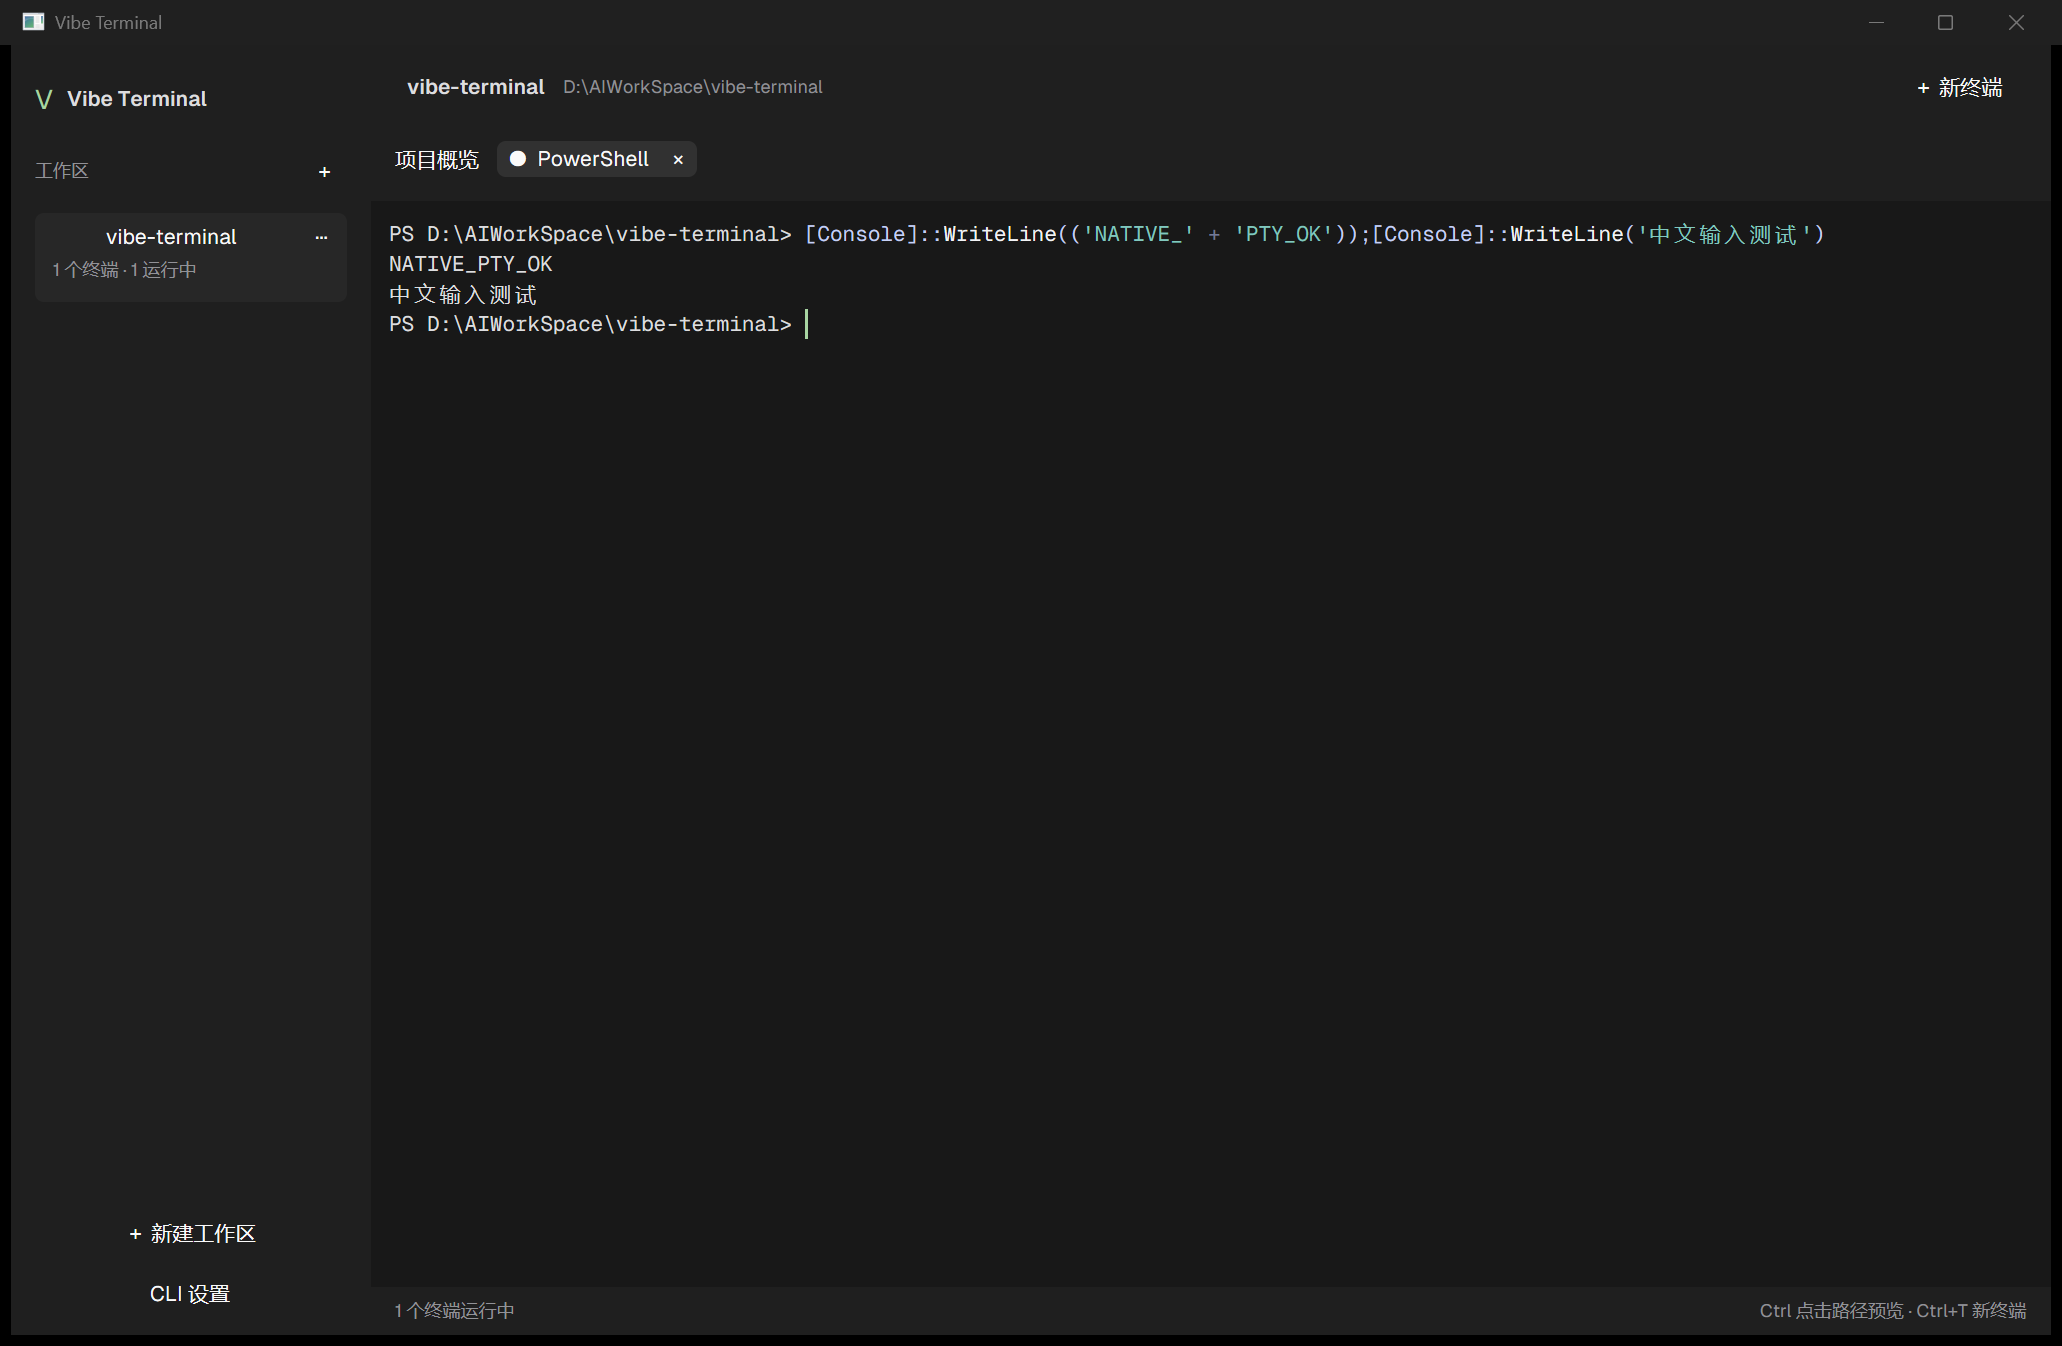 Vibe Terminal
V Vibe Terminal
工作区 +
vibe-terminal ...
1 个终端 · 1 运行中
+ 新建工作区
CLI 设置
vibe-terminal D:\AIWorkSpace\vibe-terminal + 新终端
项目概览 ● PowerShell ×
PS D:\AIWorkSpace\vibe-terminal> [Console]::WriteLine(('NATIVE_' + 'PTY_OK'));[Console]::WriteLine('中文输入测试')
NATIVE_PTY_OK
中文输入测试
PS D:\AIWorkSpace\vibe-terminal>
1 个终端运行中 Ctrl 点击路径预览 · Ctrl+T 新终端